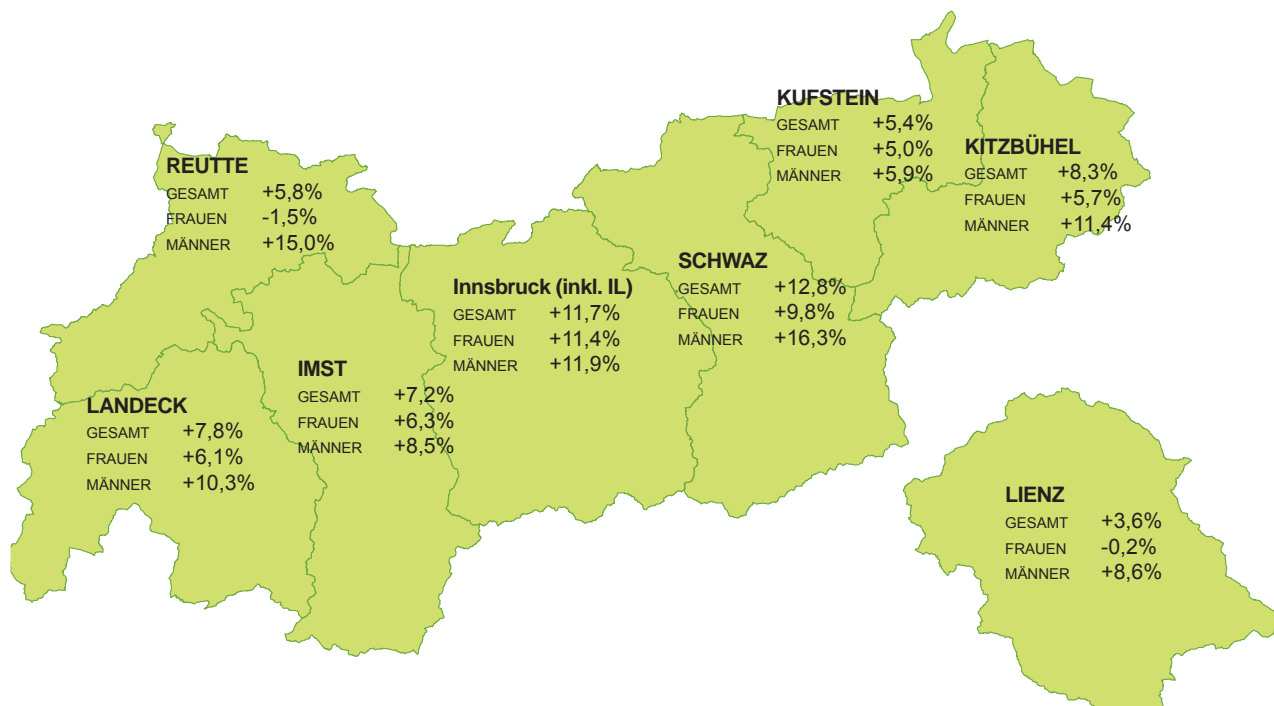 KUFSTEIN
GESAMT +5,4%
FRAUEN +5,0%
MÄNNER +5,9%
KITZBÜHEL
GESAMT +8,3%
FRAUEN +5,7%
MÄNNER +11,4%
REUTTE
GESAMT +5,8%
FRAUEN -1,5%
MÄNNER +15,0%
SCHWAZ
GESAMT +12,8%
FRAUEN +9,8%
MÄNNER +16,3%
Innsbruck (inkl. IL)
GESAMT +11,7%
FRAUEN +11,4%
MÄNNER +11,9%
IMST
GESAMT +7,2%
FRAUEN +6,3%
MÄNNER +8,5%
LANDECK
GESAMT +7,8%
FRAUEN +6,1%
MÄNNER +10,3%
LIENZ
GESAMT +3,6%
FRAUEN -0,2%
MÄNNER +8,6%